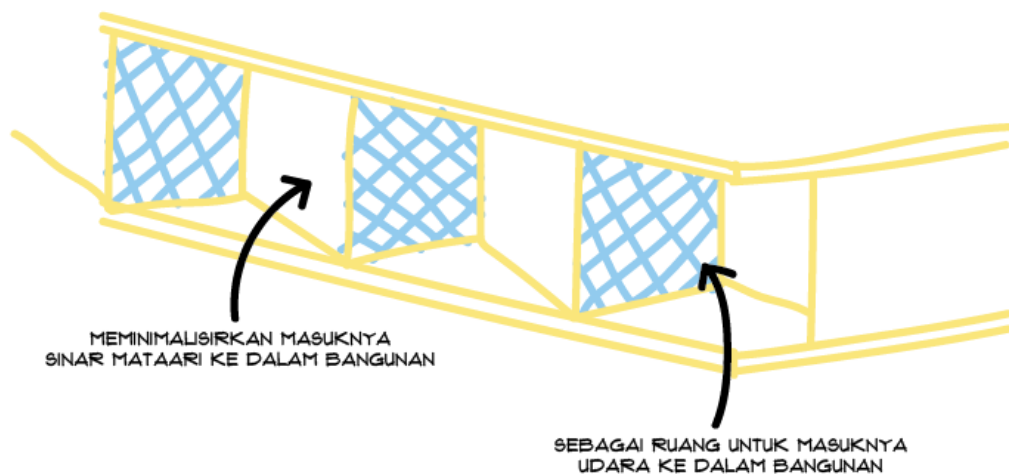 MEMINIMALISIRKAN MASUKNYA
SINAR MATAARI KE DALAM BANGUNAN
SEBAGAI RUANG UNTUK MASUKNYA
UDARA KE DALAM BANGUNAN